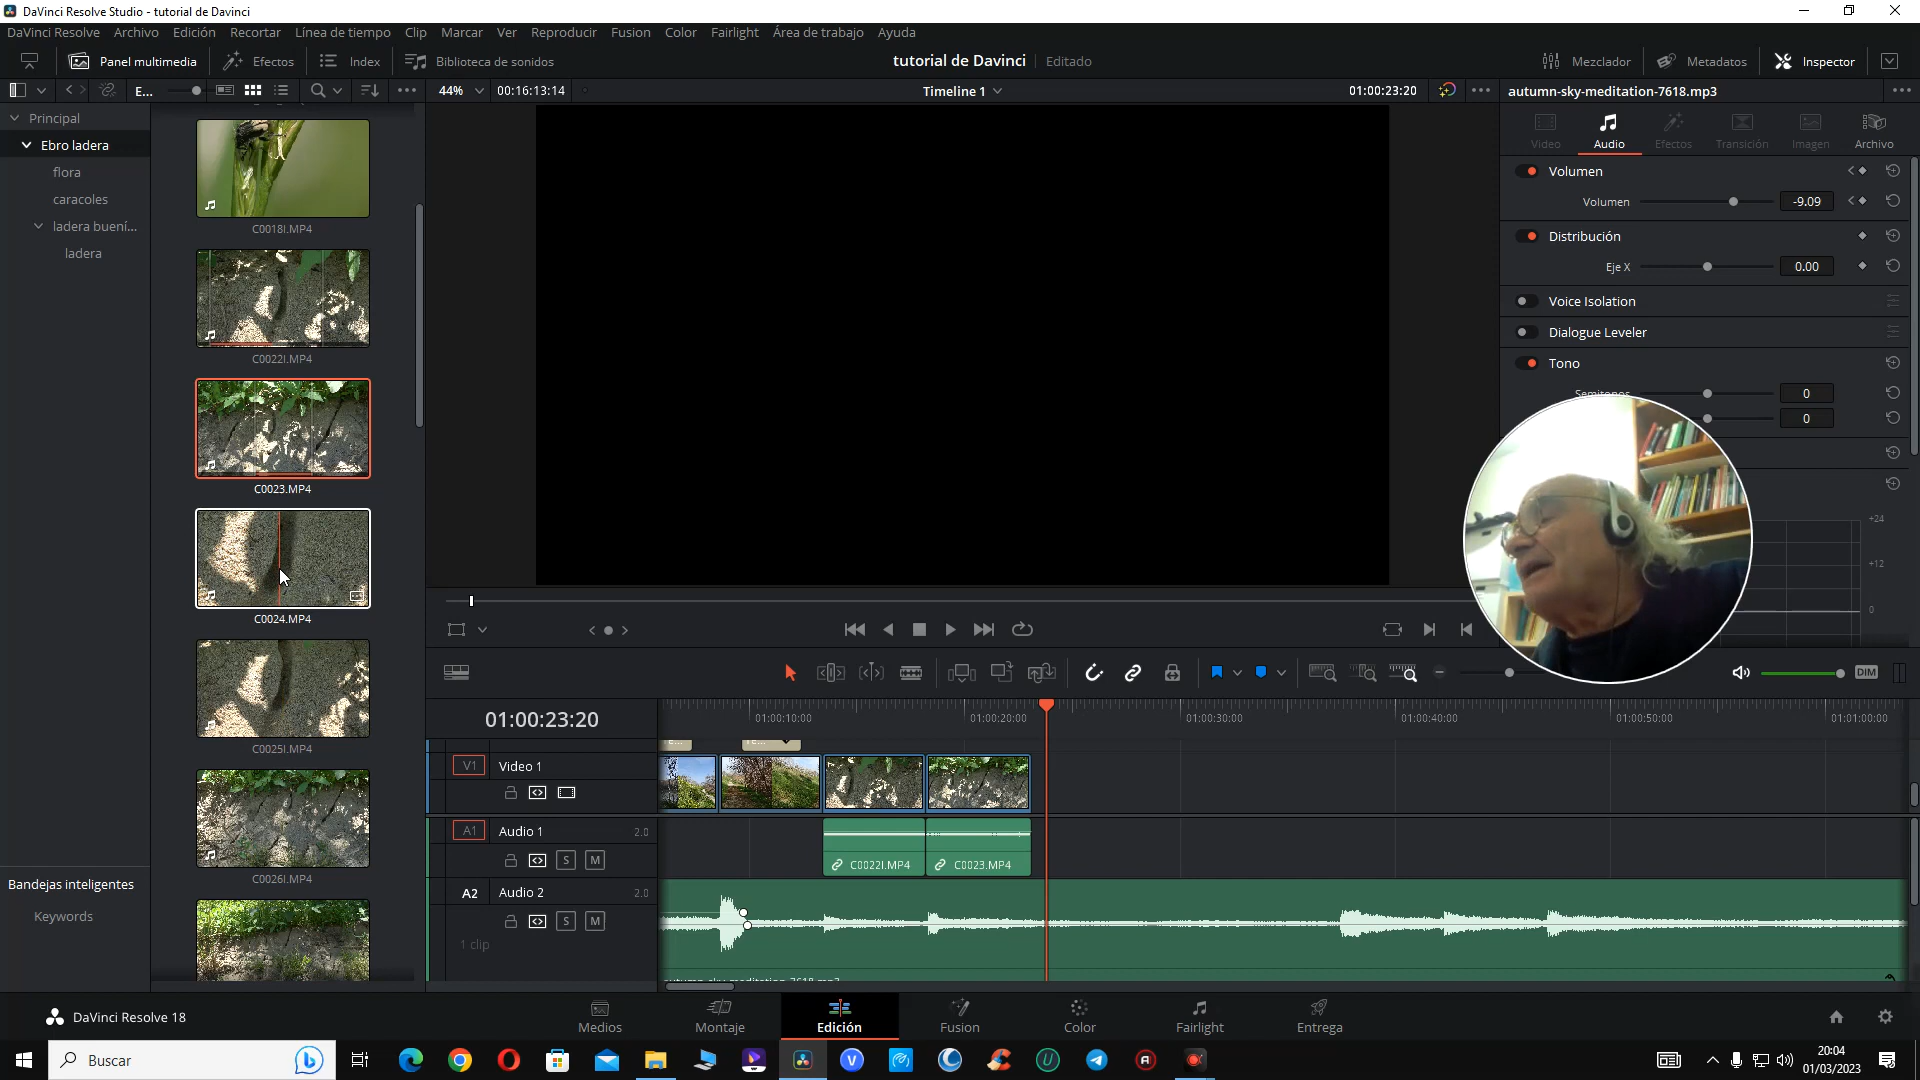 DaVinci Resolve Studio - tutorial de Davinci
DaVinci Resolve Archivo Edición Recortar Línea de tiempo Clip Marcar Ver Reproducir Fusion Color Fairlight Área de trabajo Ayuda
Panel multimedia Efectos Index Biblioteca de sonidos tutorial de Davinci Editado Mezclador Metadatos Inspector
E... 44% 00:16:13:14 Timeline 1 01:00:23:20 autumn-sky-meditation-7618.mp3
Principal
Ebro ladera
flora
caracoles
ladera buení...
ladera
C0018I.MP4
C0022I.MP4
C0023.MP4
C0024.MP4
C0025I.MP4
C0026I.MP4
Bandejas inteligentes
Keywords
Video Audio Efectos Transición Imagen Archivo
Volumen
Volumen -9.09
Distribución
Eje X 0.00
Voice Isolation
Dialogue Leveler
Tono
Semitonos 0
0
+24
+12
0
DIM
01:00:23:20 01:00:10:00 01:00:20:00 01:00:30:00 01:00:40:00 01:00:50:00 01:01:00:00
V1 Video 1
A1 Audio 1 2.0
S M C0022I.MP4 C0023.MP4
A2 Audio 2 2.0
S M
1 clip
autumn-sky-meditation-7618.mp3
DaVinci Resolve 18 Medios Montaje Edición Fusion Color Fairlight Entrega
Buscar
20:04
01/03/2023